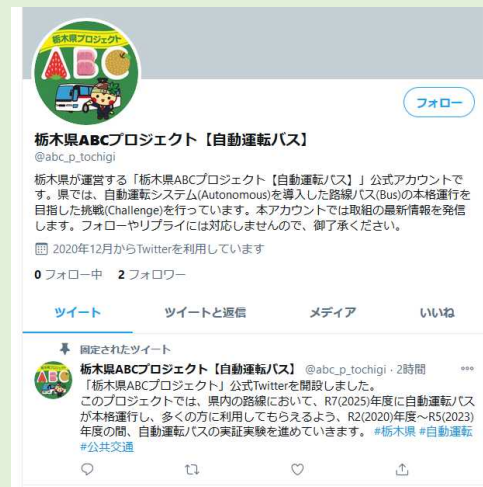 栃木県プロジェクト
ABC
フォロー
栃木県ABCプロジェクト【自動運転バス】
@abc_p_tochigi
栃木県が運営する「栃木県ABCプロジェクト【自動運転バス】」公式アカウントで
す。県では、自動運転システム(Autonomous)を導入した路線バス(Bus)の本格運行を
目指した挑戦(Challenge)を行っています。本アカウントでは取組の最新情報を発信
します。フォローやリプライには対応しませんので、御了承ください。
2020年12月からTwitterを利用しています
0 フォロー中 2 フォロワー
ツイート ツイートと返信 メディア いいね
固定されたツイート
栃木県ABCプロジェクト【自動運転バス】 @abc_p_tochigi · 2時間
「栃木県ABCプロジェクト」公式Twitterを開設しました。
このプロジェクトでは、県内の路線において、R7(2025)年度に自動運転バス
が本格運行し、多くの方に利用してもらえるよう、R2(2020)年度～R5(2023)
年度の間、自動運転バスの実証実験を進めていきます。 #栃木県 #自動運転
#公共交通
ABC